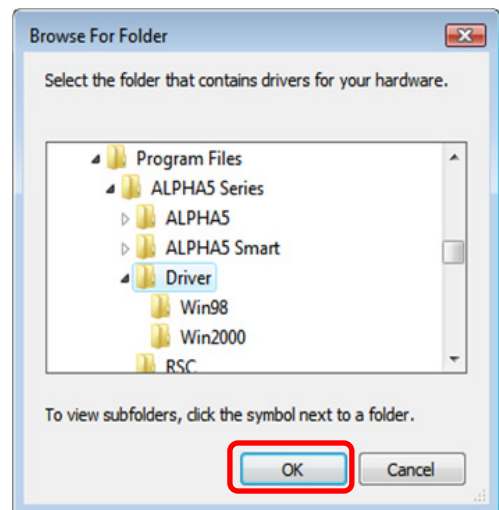 Browse For Folder
Select the folder that contains drivers for your hardware.
Program Files
ALPHA5 Series
ALPHA5
ALPHA5 Smart
Driver
Win98
Win2000
RSC
To view subfolders, click the symbol next to a folder.
OK
Cancel